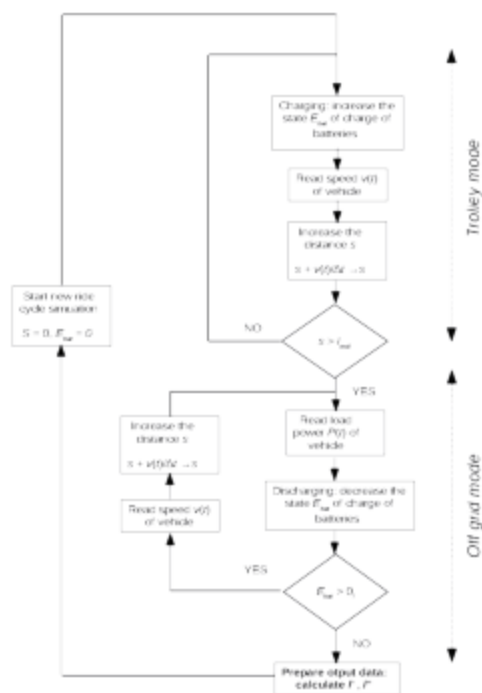 Charging: increase the
state E of charge of
batteries
Read speed v(t)
of vehicle
Increase the
distance s
s + v(t)dt → s
Trolley mode
Start new ride
cycle simulation
S = 0, E = 0
NO
s > l
YES
Increase the
distance s
s + v(t)dt → s
Read load
power P(t) of
vehicle
Read speed v(t)
of vehicle
Discharging: decrease the
state E of charge of
batteries
Off grid mode
YES
E > 0,
NO
Prepare otput data:
calculate